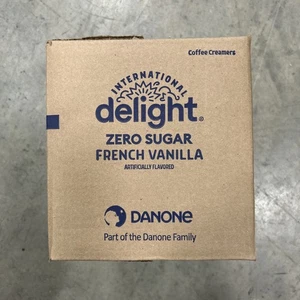 Coffee Creamers
INTERNATIONAL
delight®
ZERO SUGAR
FRENCH VANILLA
ARTIFICIALLY FLAVORED
DANONE
Part of the Danone Family